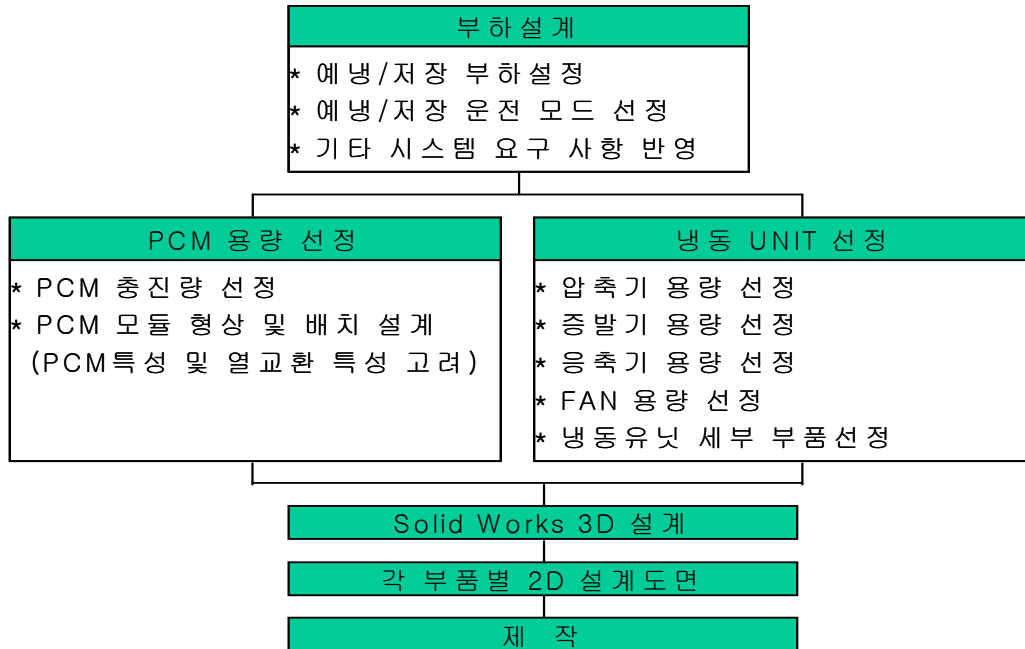 부하설계
* 예냉/저장 부하설정
* 예냉/저장 운전 모드 선정
* 기타 시스템 요구 사항 반영
PCM 용량 선정
* PCM 충진량 선정
* PCM 모듈 형상 및 배치 설계
(PCM특성 및 열교환 특성 고려)
냉동 UNIT 선정
* 압축기 용량 선정
* 증발기 용량 선정
* 응축기 용량 선정
* FAN 용량 선정
* 냉동유닛 세부 부품선정
Solid Works 3D 설계
각 부품별 2D 설계도면
제 작